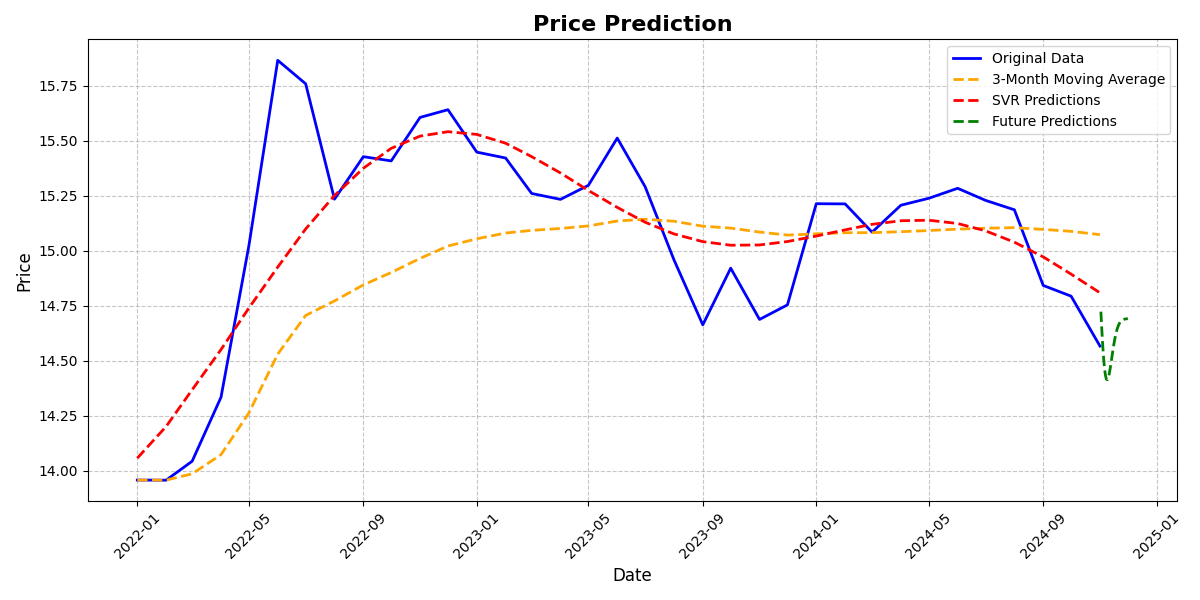 Price Prediction
Original Data
3-Month Moving Average
SVR Predictions
Future Predictions
Price
15.75
15.50
15.25
15.00
14.75
14.50
14.25
14.00
2022-01
2022-05
2022-09
2023-01
2023-05
2023-09
2024-01
2024-05
2024-09
2025-01
Date